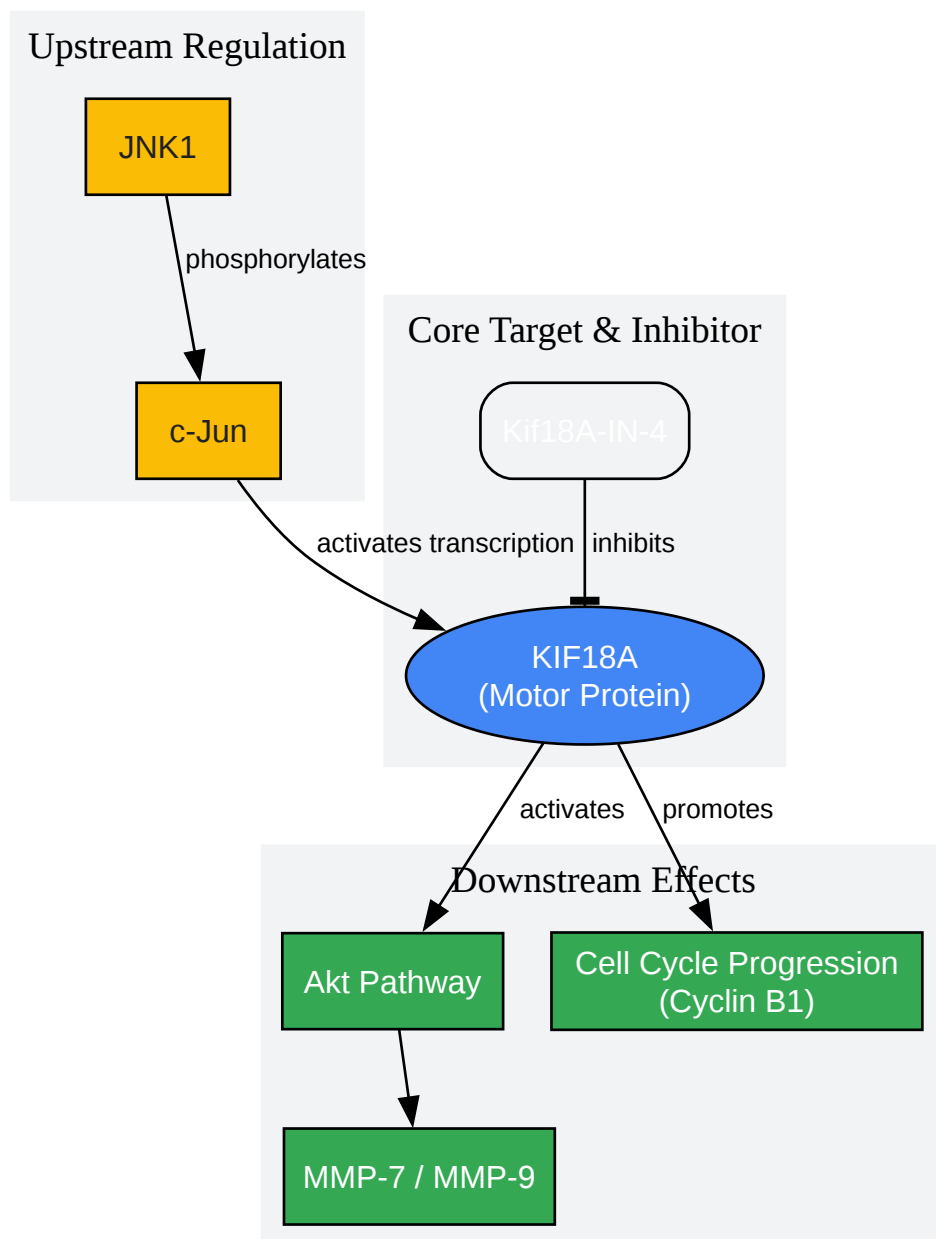 Upstream Regulation
JNK1
phosphorylates
Core Target & Inhibitor
c-Jun
Kif18A-IN-4
activates transcription
inhibits
KIF18A
(Motor Protein)
activates
promotes
Downstream Effects
Akt Pathway
Cell Cycle Progression
(Cyclin B1)
MMP-7 / MMP-9